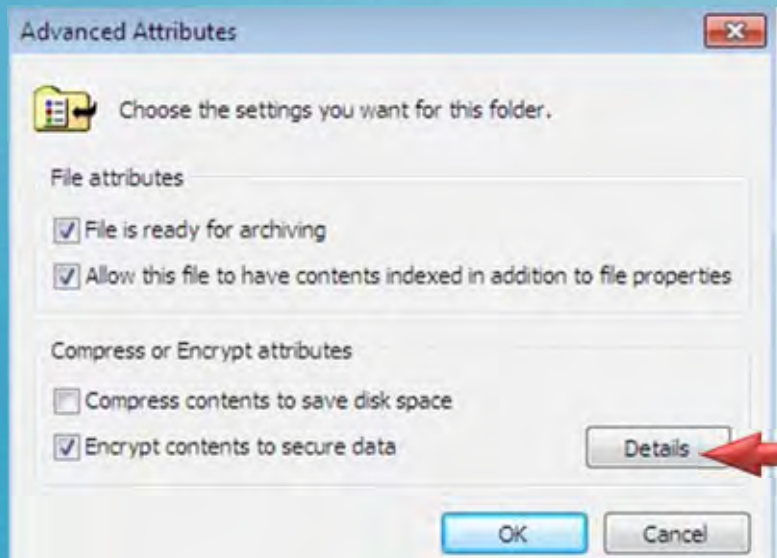 Advanced Attributes
Choose the settings you want for this folder.
File attributes
File is ready for archiving
Allow this file to have contents indexed in addition to file properties
Compress or Encrypt attributes
Compress contents to save disk space
Encrypt contents to secure data
Details
OK
Cancel